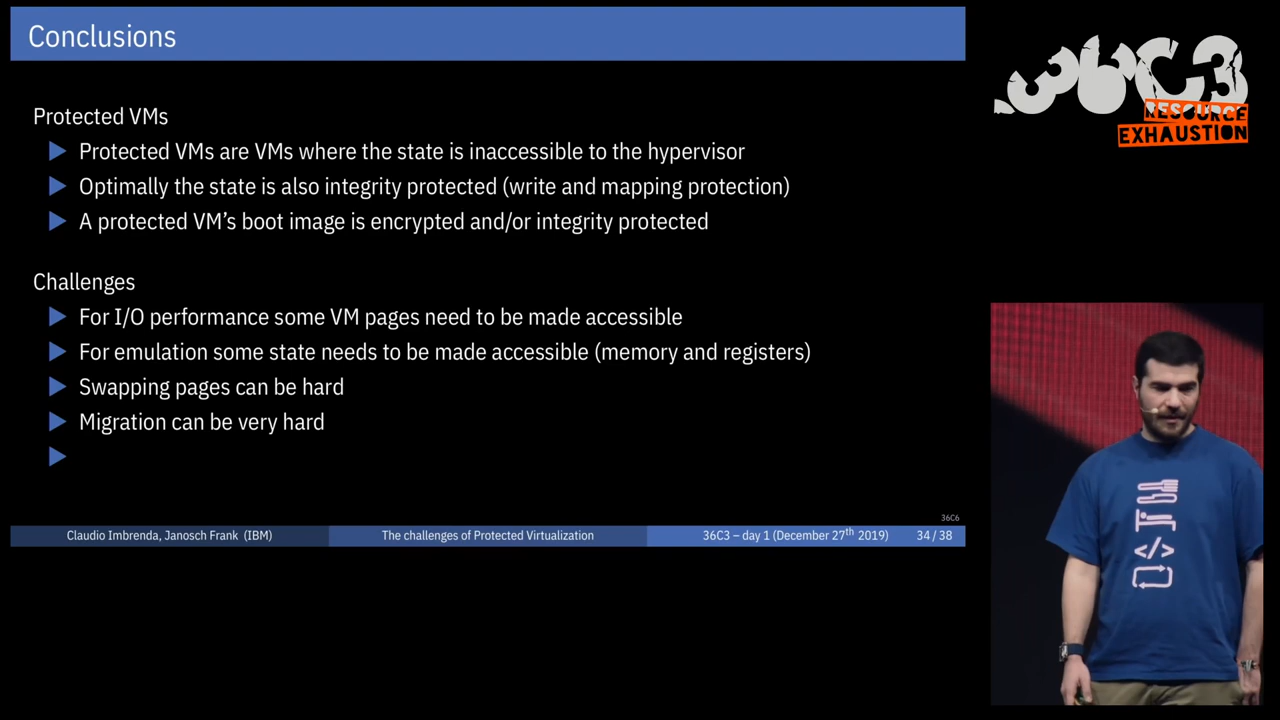 Conclusions
36C3
RESOURCE
EXHAUSTION
Protected VMs
Protected VMs are VMs where the state is inaccessible to the hypervisor
Optimally the state is also integrity protected (write and mapping protection)
A protected VM’s boot image is encrypted and/or integrity protected
Challenges
For I/O performance some VM pages need to be made accessible
For emulation some state needs to be made accessible (memory and registers)
Swapping pages can be hard
Migration can be very hard
36C6
Claudio Imbrenda, Janosch Frank (IBM)
The challenges of Protected Virtualization
36C3 – day 1 (December 27th 2019)
34 / 38